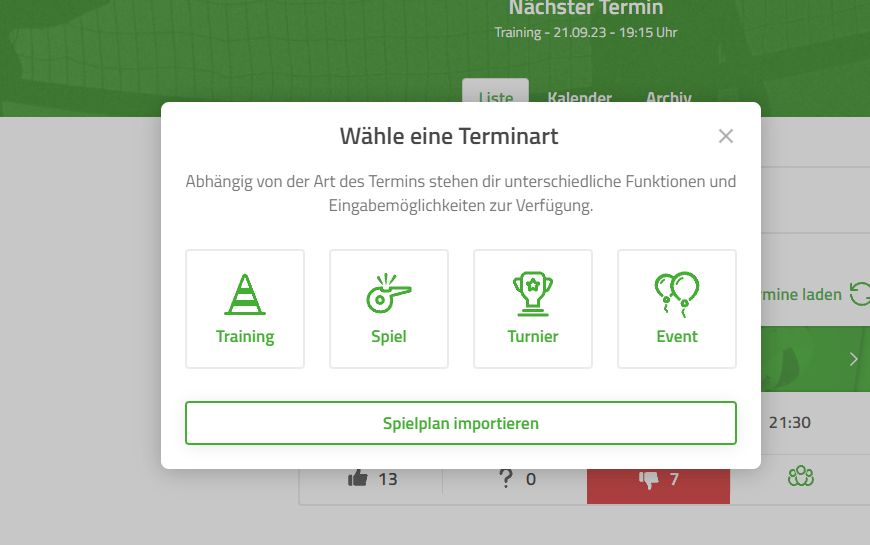 Nächster Termin
Training - 21.09.23 - 19:15 Uhr
Liste Kalender Archiv
Wähle eine Terminart
Abhängig von der Art des Termins stehen dir unterschiedliche Funktionen und
Eingabemöglichkeiten zur Verfügung.
laden
Training Spiel Turnier Event
Spielplan importieren
21:30
13 ? 0 7